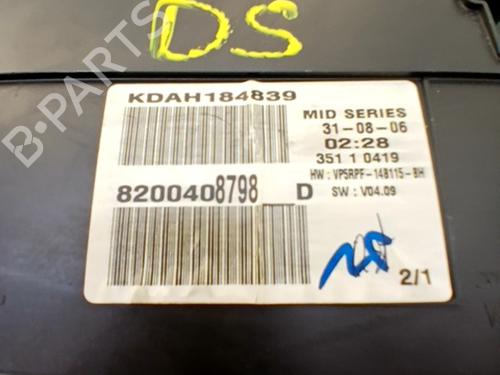 B-PARTS
DS
KDAH184839
MID SERIES
31-08-06
02:28
351 1 0419
HW : VP5RPF-14B115-BH
SW : V04.09
8200408798 D
2/1